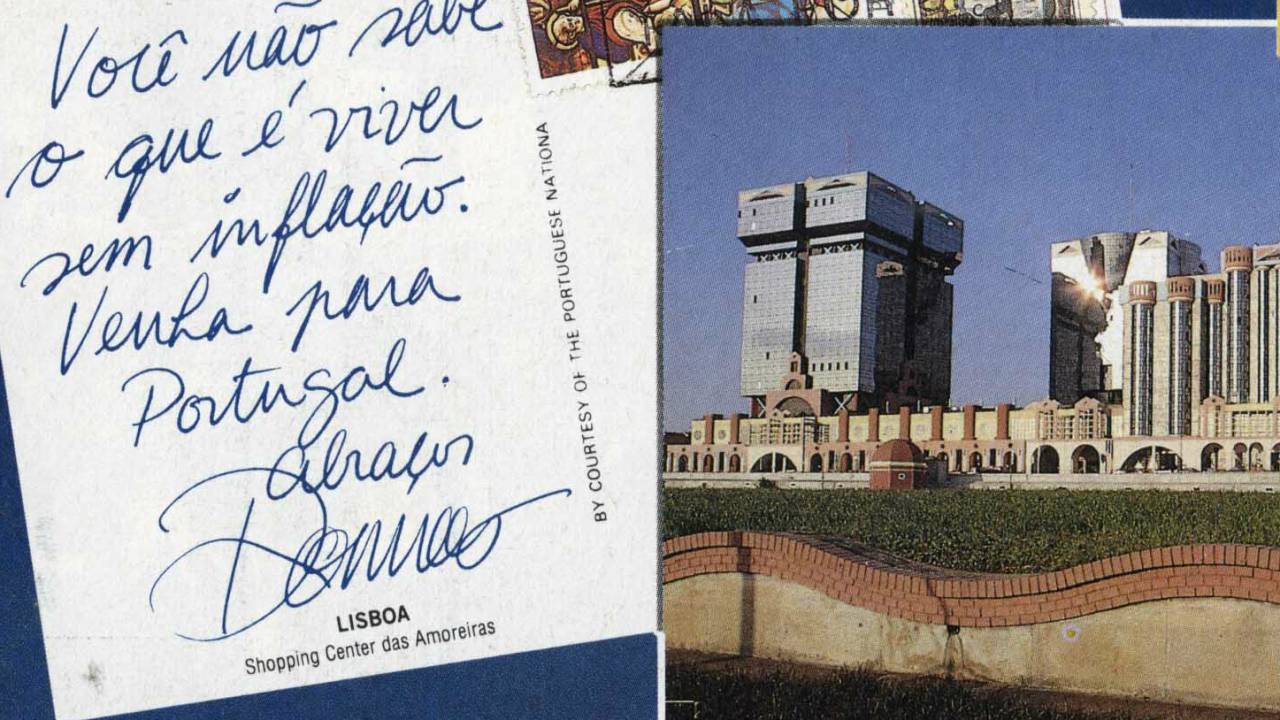 Você não sabe
o que é viver
sem inflação.
Venha para
Portugal.
abraços
LISBOA
Shopping Center das Amoreiras
BY COURTESY OF THE PORTUGUESE NATIONA